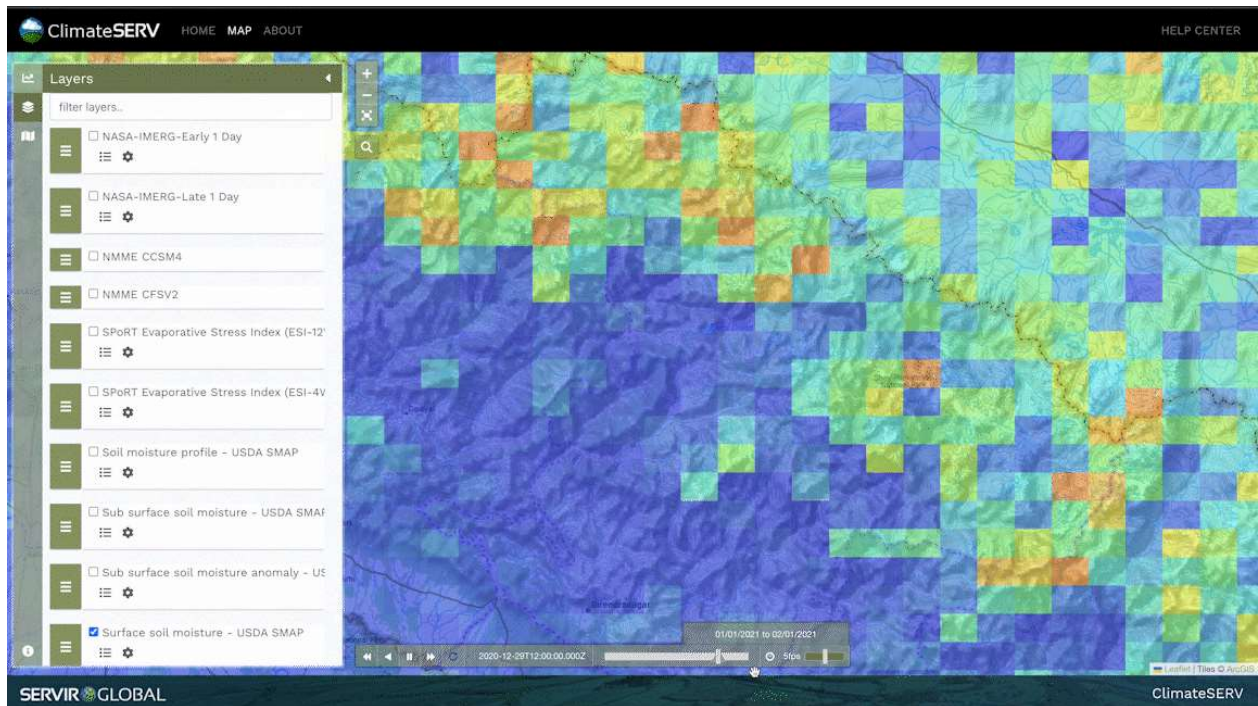 ClimateSERV HOME MAP ABOUT HELP CENTER
Layers
filter layers..
NASA-IMERG-Early 1 Day
NASA-IMERG-Late 1 Day
NMME CCSM4
NMME CFSV2
SPoRT Evaporative Stress Index (ESI-12
SPoRT Evaporative Stress Index (ESI-4
Soil moisture profile - USDA SMAP
Sub surface soil moisture - USDA SMAP
Sub surface soil moisture anomaly - US
Surface soil moisture - USDA SMAP
Birendranagar
01/01/2021 to 02/01/2021
2020-12-29T12:00:00.000Z 5fps
Leaflet | Tiles © ArcGIS
SERVIR GLOBAL ClimateSERV